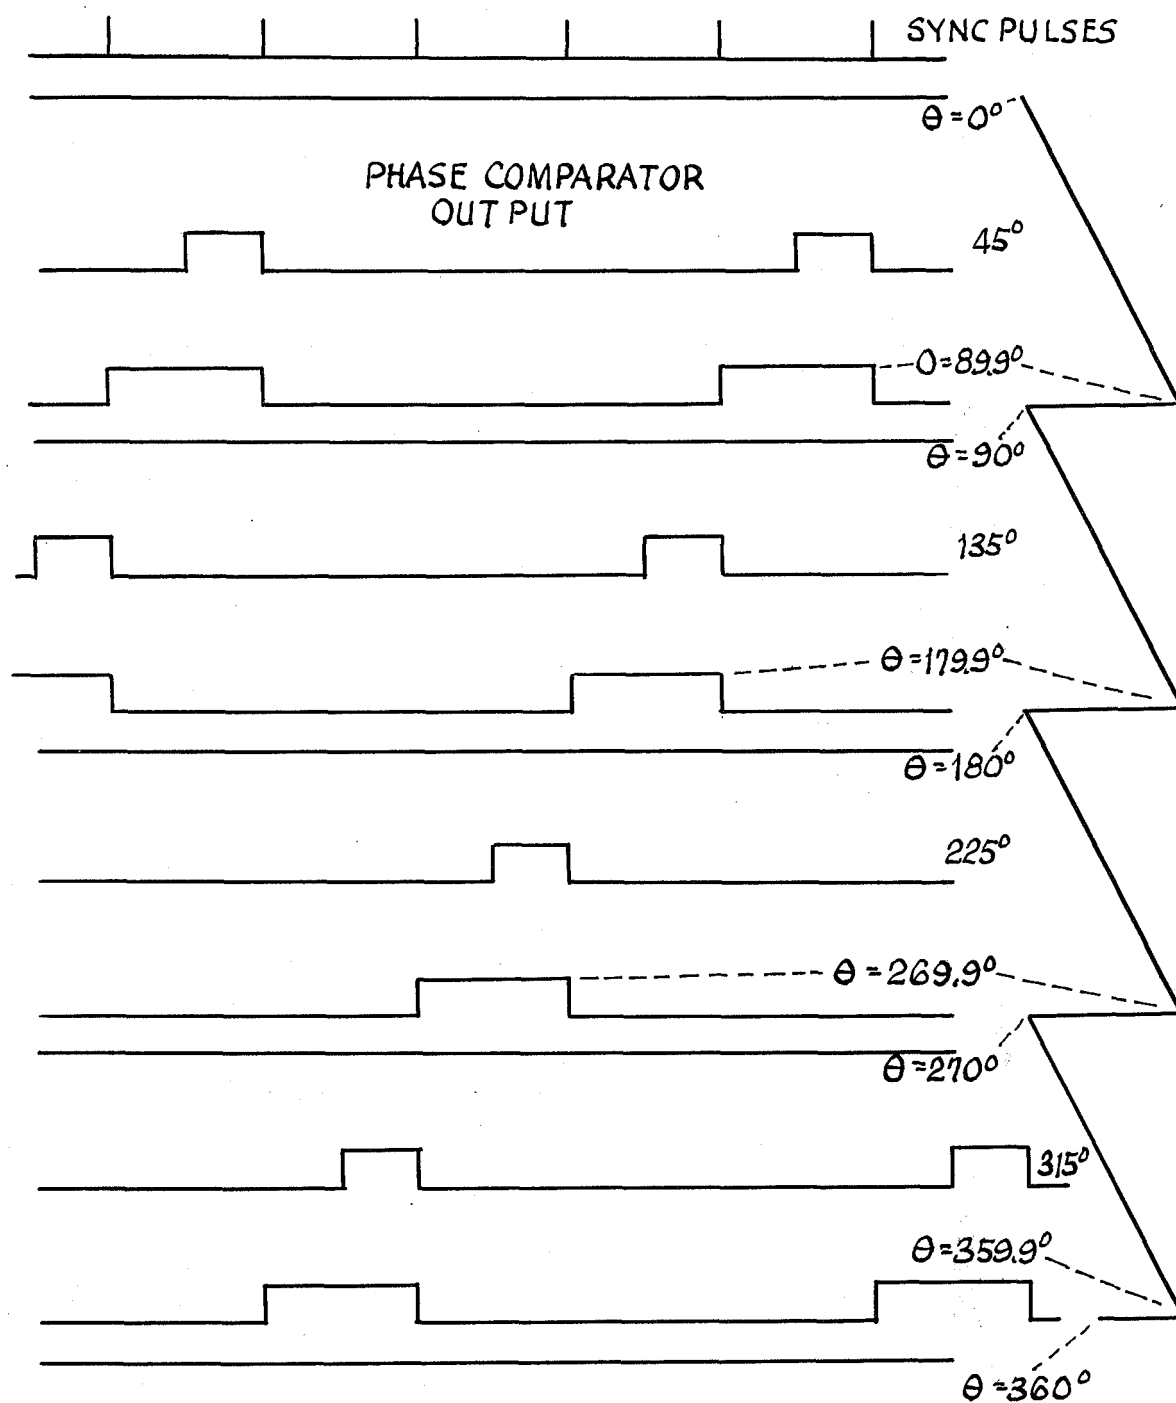 SYNC PULSES
θ=0°
PHASE COMPARATOR
OUTPUT
45°
0=89.9°
θ=90°
135°
θ=179.9°
θ=180°
225°
θ=269.9°
θ=270°
315°
θ=359.9°
θ=360°